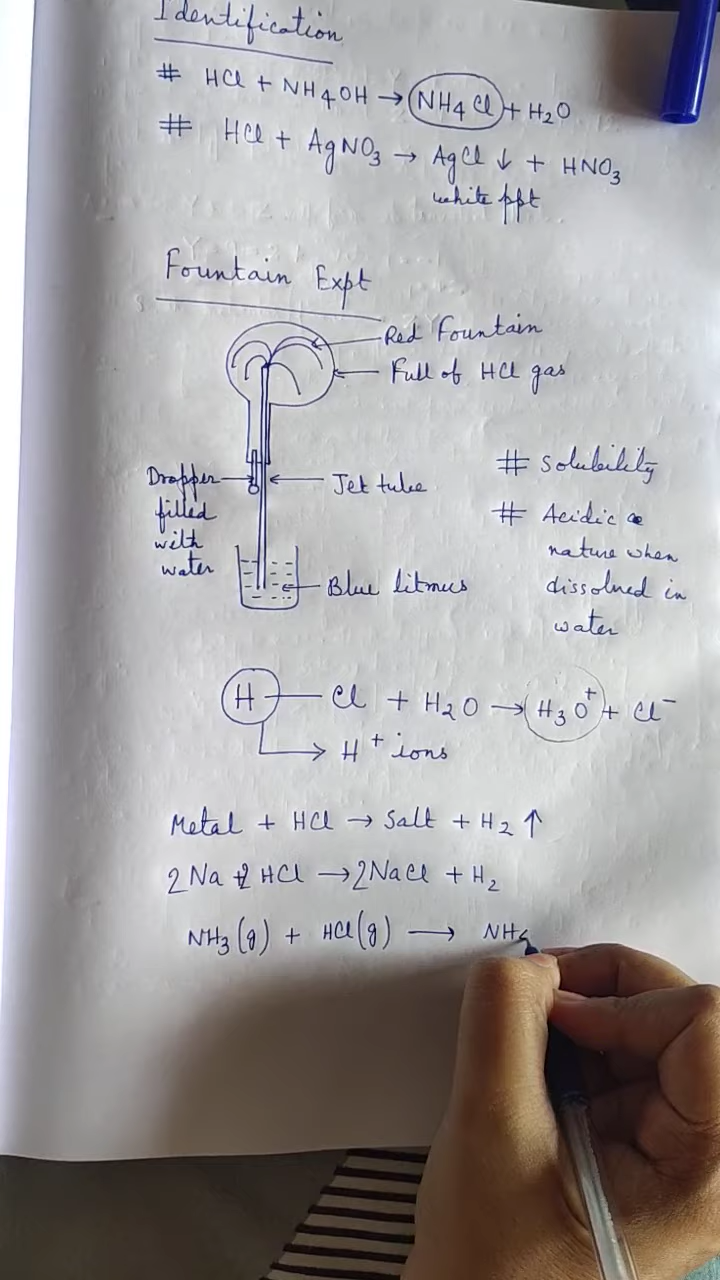 Identification
# HCl + NH4OH → NH4Cl + H2O
# HCl + AgNO3 → AgCl ↓ + HNO3
white ppt
Fountain Expt
Red Fountain
Full of HCl gas
Dropper filled with water
Jet tube
Blue litmus
# Solubility
# Acidic
nature when
dissolved in
water
H — Cl + H2O → H3O+ + Cl-
H+ ions
Metal + HCl → Salt + H2 ↑
2Na + 2HCl → 2NaCl + H2
NH3(g) + HCl(g) → NH4